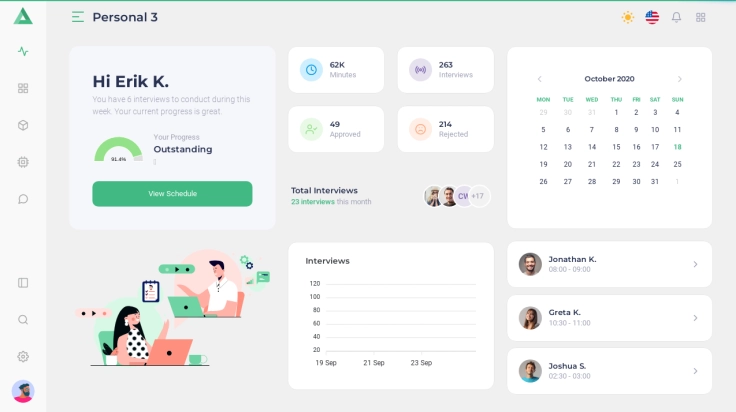 Personal 3
Hi Erik K.
You have 6 interviews to conduct during this
week. Your current progress is great.
91.4%
Your Progress
Outstanding
View Schedule
62K
Minutes
263
Interviews
49
Approved
214
Rejected
Total Interviews
23 interviews this month
CW
+17
Interviews
120
100
80
60
40
20
19 Sep
21 Sep
23 Sep
October 2020
MON TUE WED THU FRI SAT SUN
29 30 31 1 2 3 4
5 6 7 8 9 10 11
12 13 14 15 16 17 18
19 20 21 22 23 24 25
26 27 28 29 30 31 1
Jonathan K.
08:00 - 09:00
Greta K.
10:30 - 11:00
Joshua S.
02:30 - 03:00